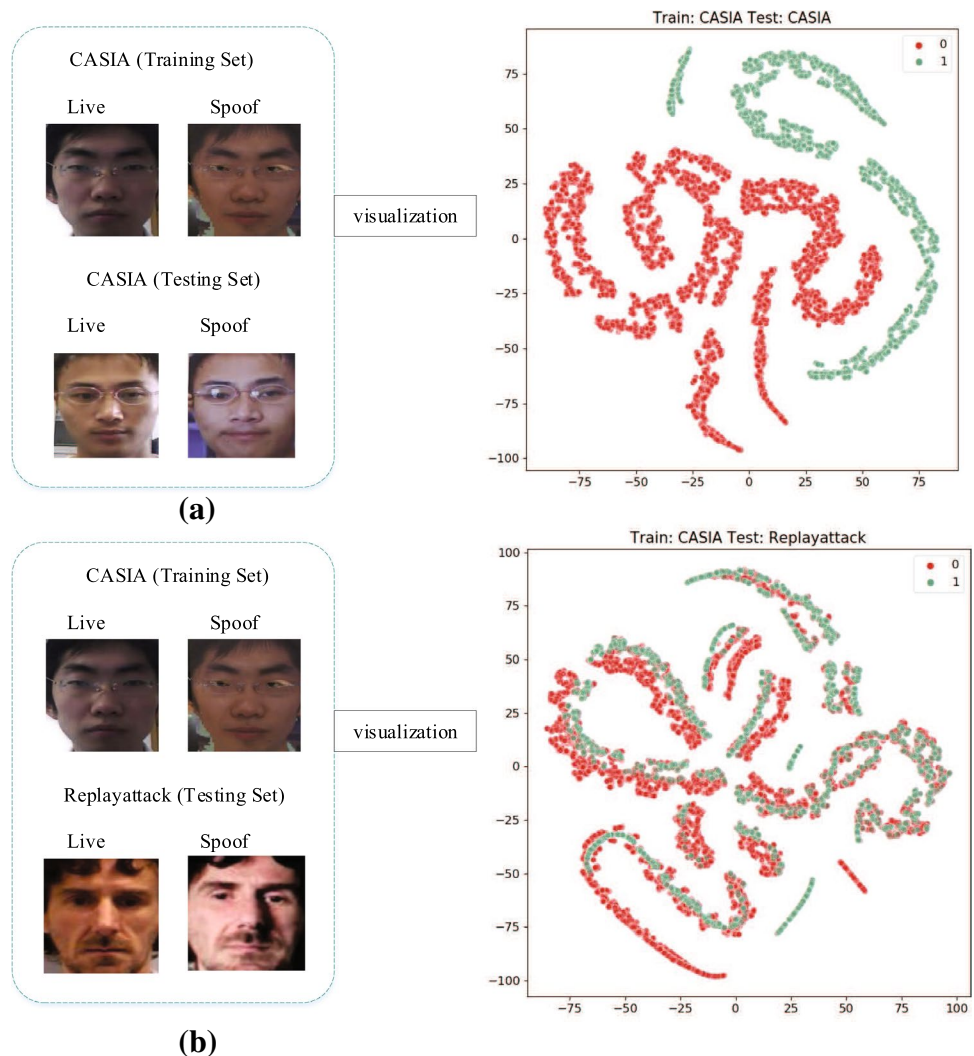 CASIA (Training Set)
Live Spoof
CASIA (Testing Set)
Live Spoof
visualization
Train: CASIA Test: CASIA
0
1
75
50
25
0
−25
−50
−75
−100
−75 −50 −25 0 25 50 75
(a)
CASIA (Training Set)
Live Spoof
Replayattack (Testing Set)
Live Spoof
visualization
Train: CASIA Test: Replayattack
0
1
100
75
50
25
0
−25
−50
−75
−100
−75 −50 −25 0 25 50 75 100
(b)